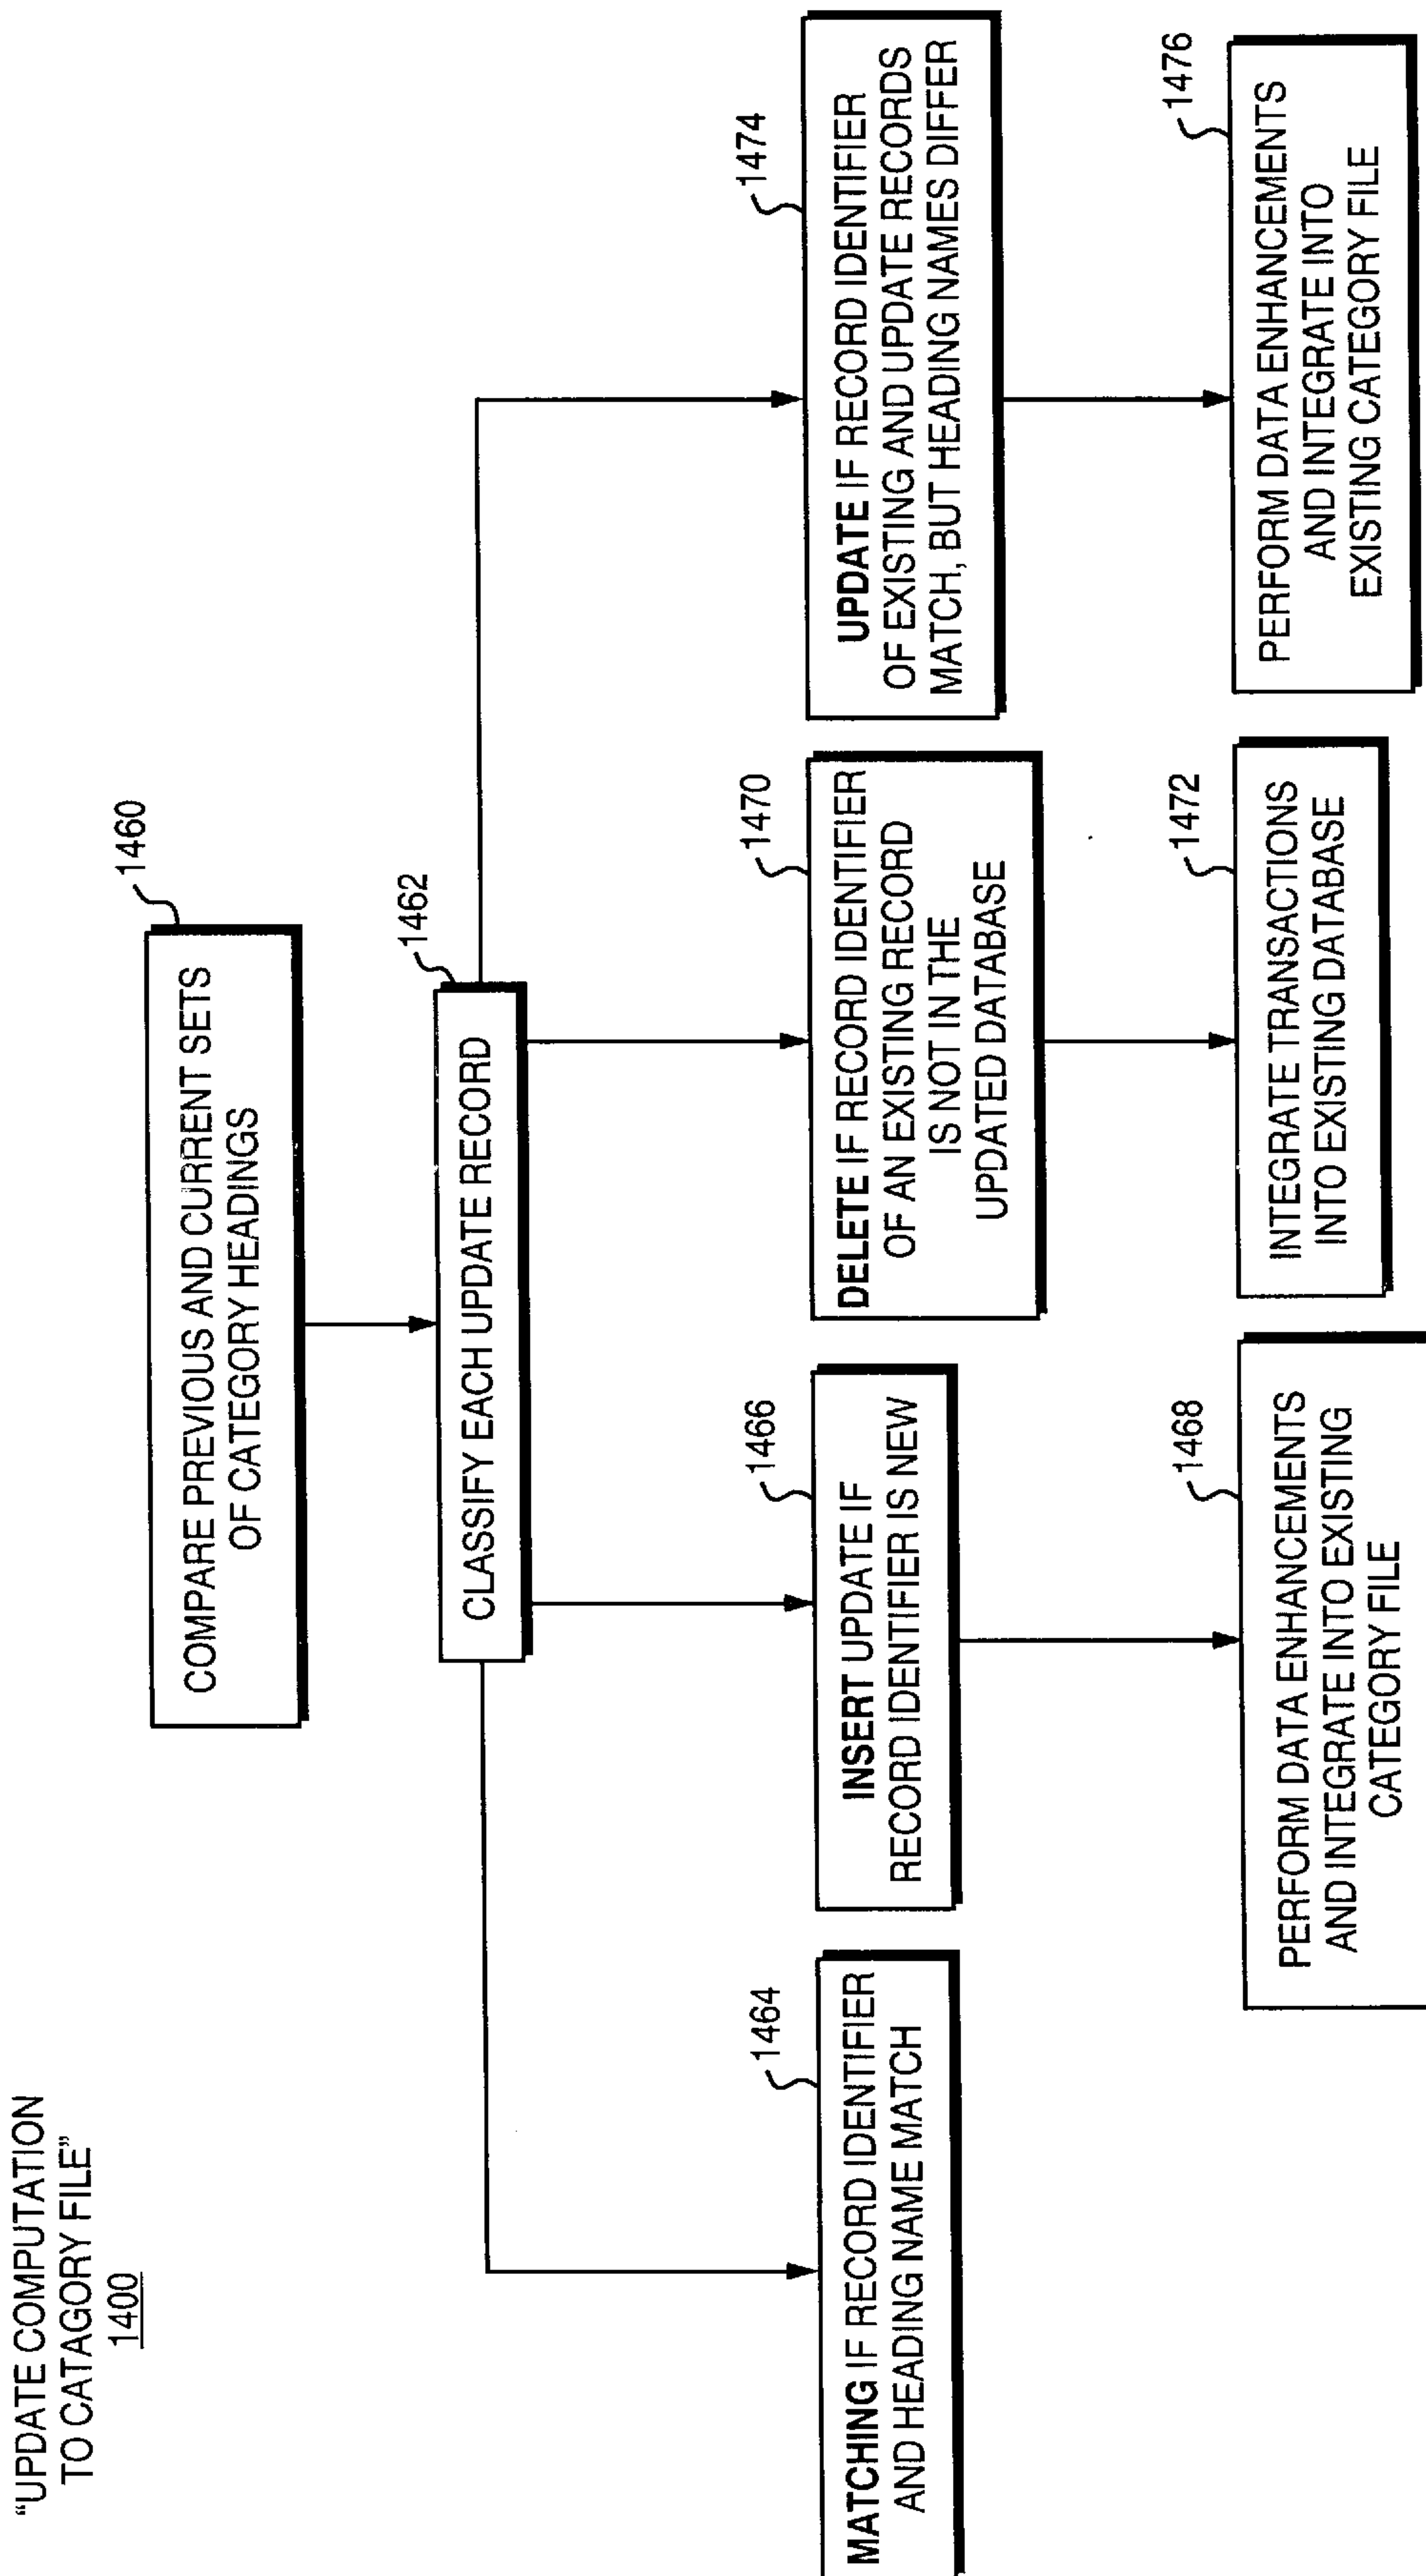 "UPDATE COMPUTATION
TO CATAGORY FILE"
1400
1460
COMPARE PREVIOUS AND CURRENT SETS
OF CATEGORY HEADINGS
1462
CLASSIFY EACH UPDATE RECORD
1464
MATCHING IF RECORD IDENTIFIER
AND HEADING NAME MATCH
1466
INSERT UPDATE IF
RECORD IDENTIFIER IS NEW
1470
DELETE IF RECORD IDENTIFIER
OF AN EXISTING RECORD
IS NOT IN THE
UPDATED DATABASE
1474
UPDATE IF RECORD IDENTIFIER
OF EXISTING AND UPDATE RECORDS
MATCH, BUT HEADING NAMES DIFFER
1468
PERFORM DATA ENHANCEMENTS
AND INTEGRATE INTO EXISTING
CATEGORY FILE
1472
INTEGRATE TRANSACTIONS
INTO EXISTING DATABASE
1476
PERFORM DATA ENHANCEMENTS
AND INTEGRATE INTO
EXISTING CATEGORY FILE